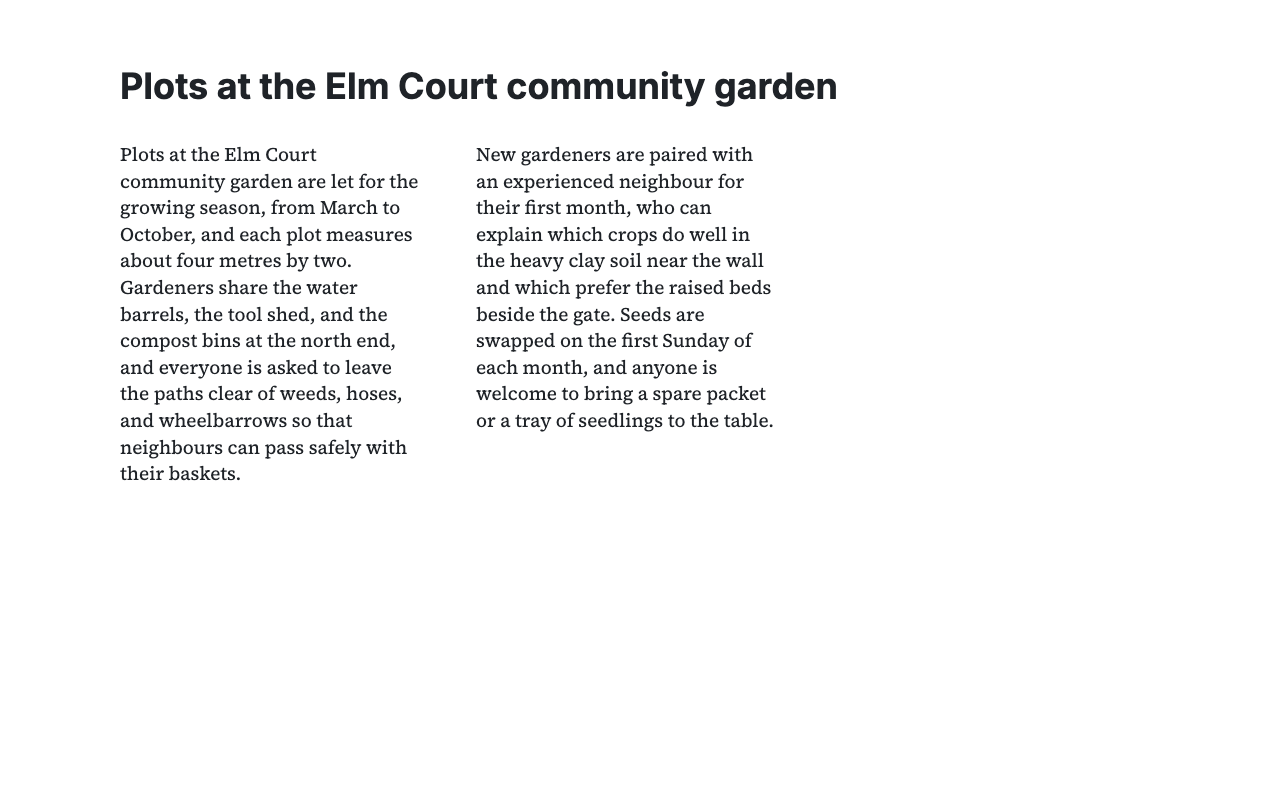 Plots at the Elm Court community garden
Plots at the Elm Court
community garden are let for the
growing season, from March to
October, and each plot measures
about four metres by two.
Gardeners share the water
barrels, the tool shed, and the
compost bins at the north end,
and everyone is asked to leave
the paths clear of weeds, hoses,
and wheelbarrows so that
neighbours can pass safely with
their baskets.
New gardeners are paired with
an experienced neighbour for
their first month, who can
explain which crops do well in
the heavy clay soil near the wall
and which prefer the raised beds
beside the gate. Seeds are
swapped on the first Sunday of
each month, and anyone is
welcome to bring a spare packet
or a tray of seedlings to the table.